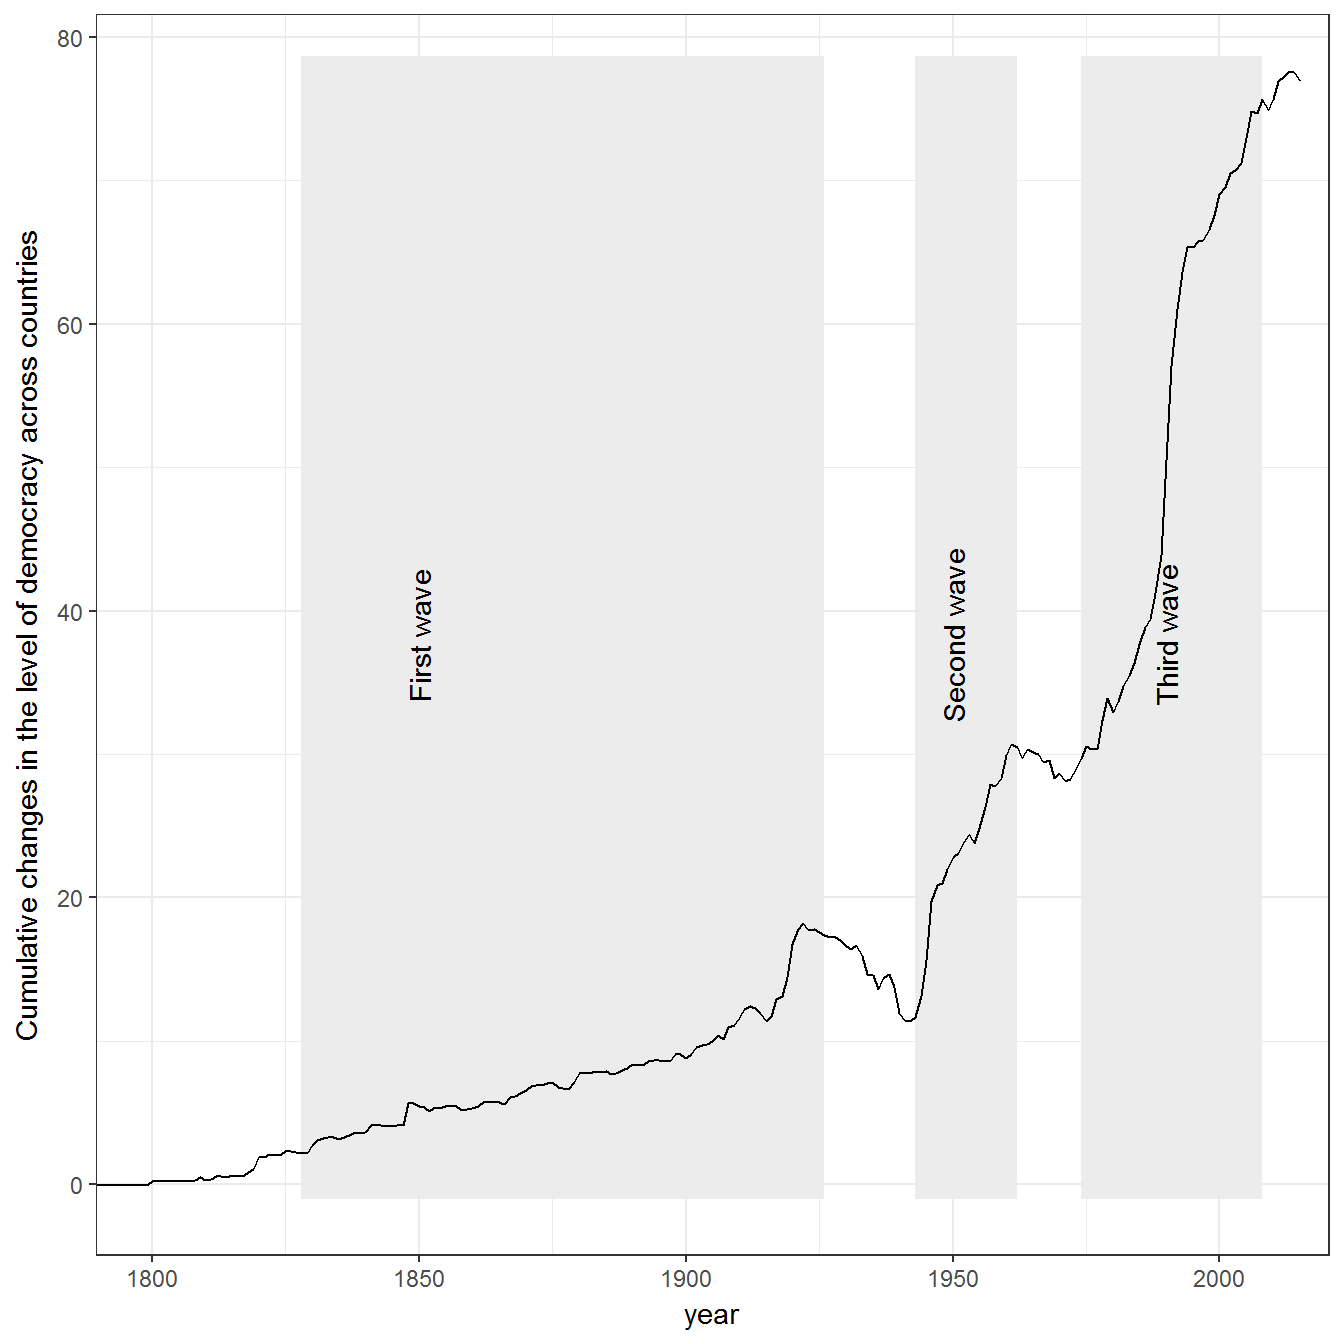 Cumulative changes in the level of democracy across countries
80
60
40
20
0
First wave
Second wave
Third wave
1800
1850
1900
1950
2000
year